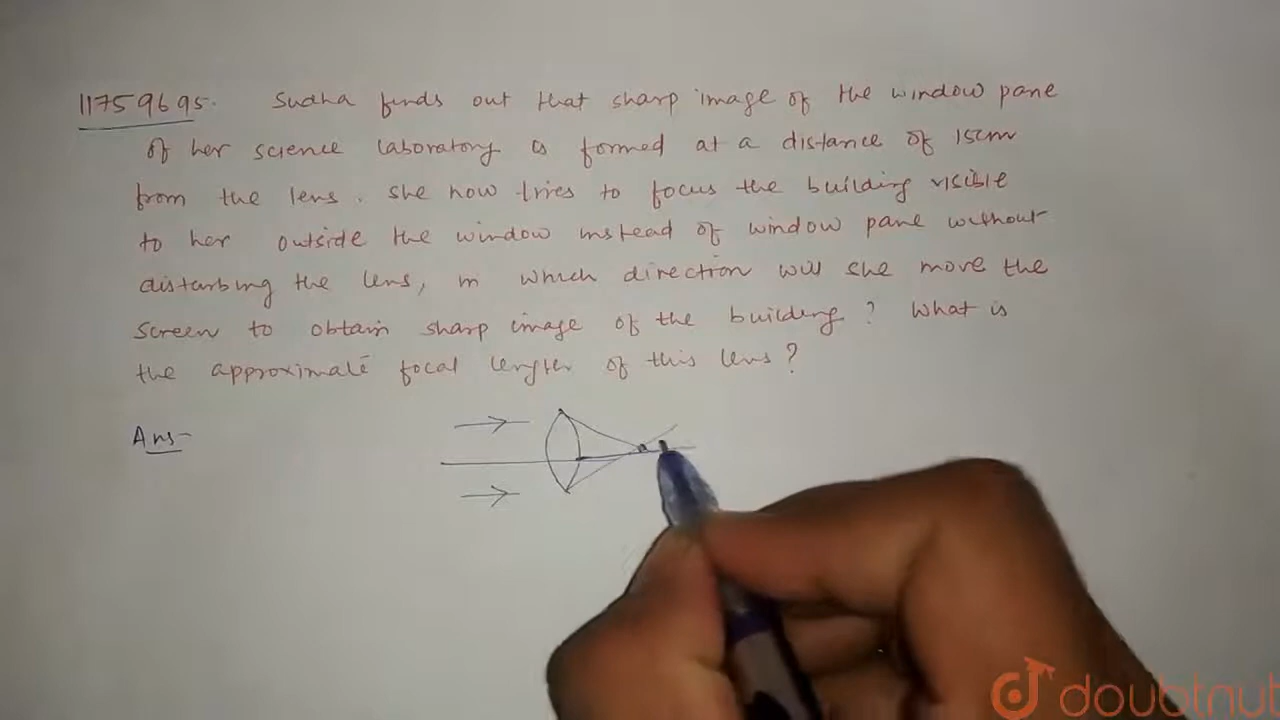 11759695. Sudha finds out that sharp image of the window pane
of her science laboratory is formed at a distance of 15cm
from the lens. She now tries to focus the building visible
to her outside the window instead of window pane without
disturbing the lens, in which direction will she move the
screen to obtain sharp image of the building? What is
the approximate focal length of this lens?
Ans-
doubtnut